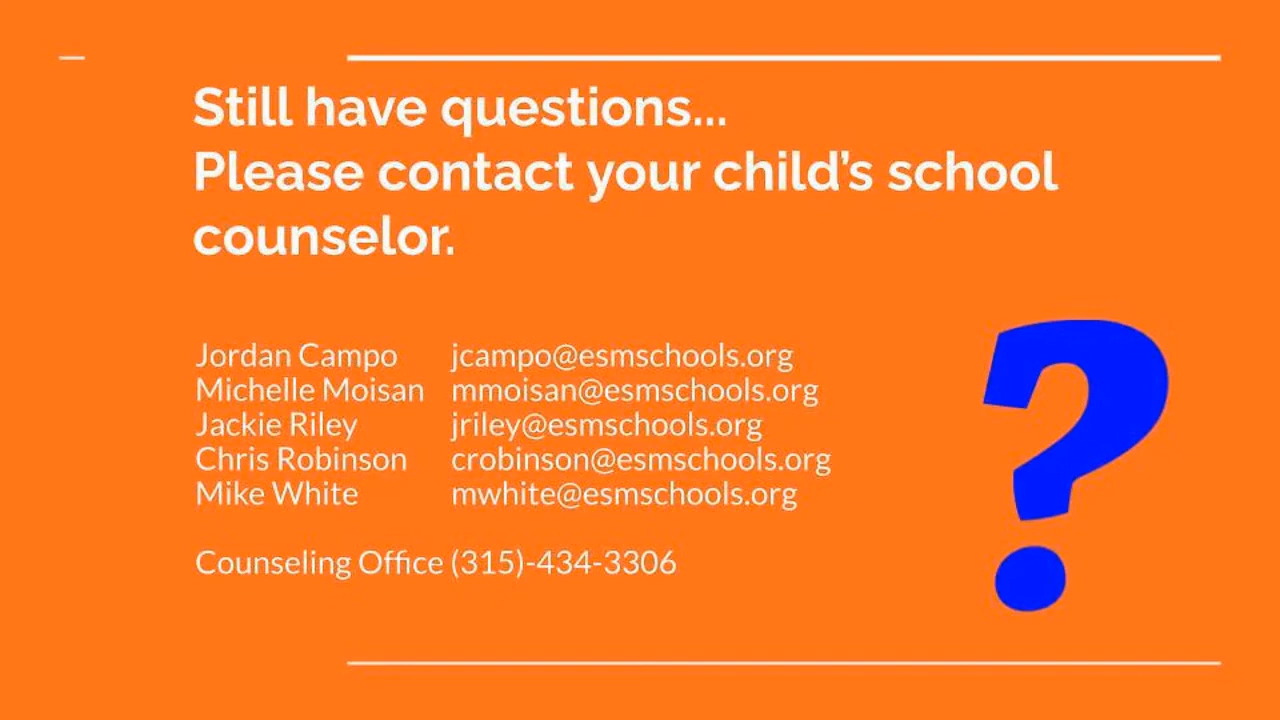 Still have questions...
Please contact your child’s school
counselor.
Jordan Campo jcampo@esmschools.org
Michelle Moisan mmoisan@esmschools.org
Jackie Riley jriley@esmschools.org
Chris Robinson crobinson@esmschools.org
Mike White mwhite@esmschools.org
Counseling Office (315)-434-3306
?